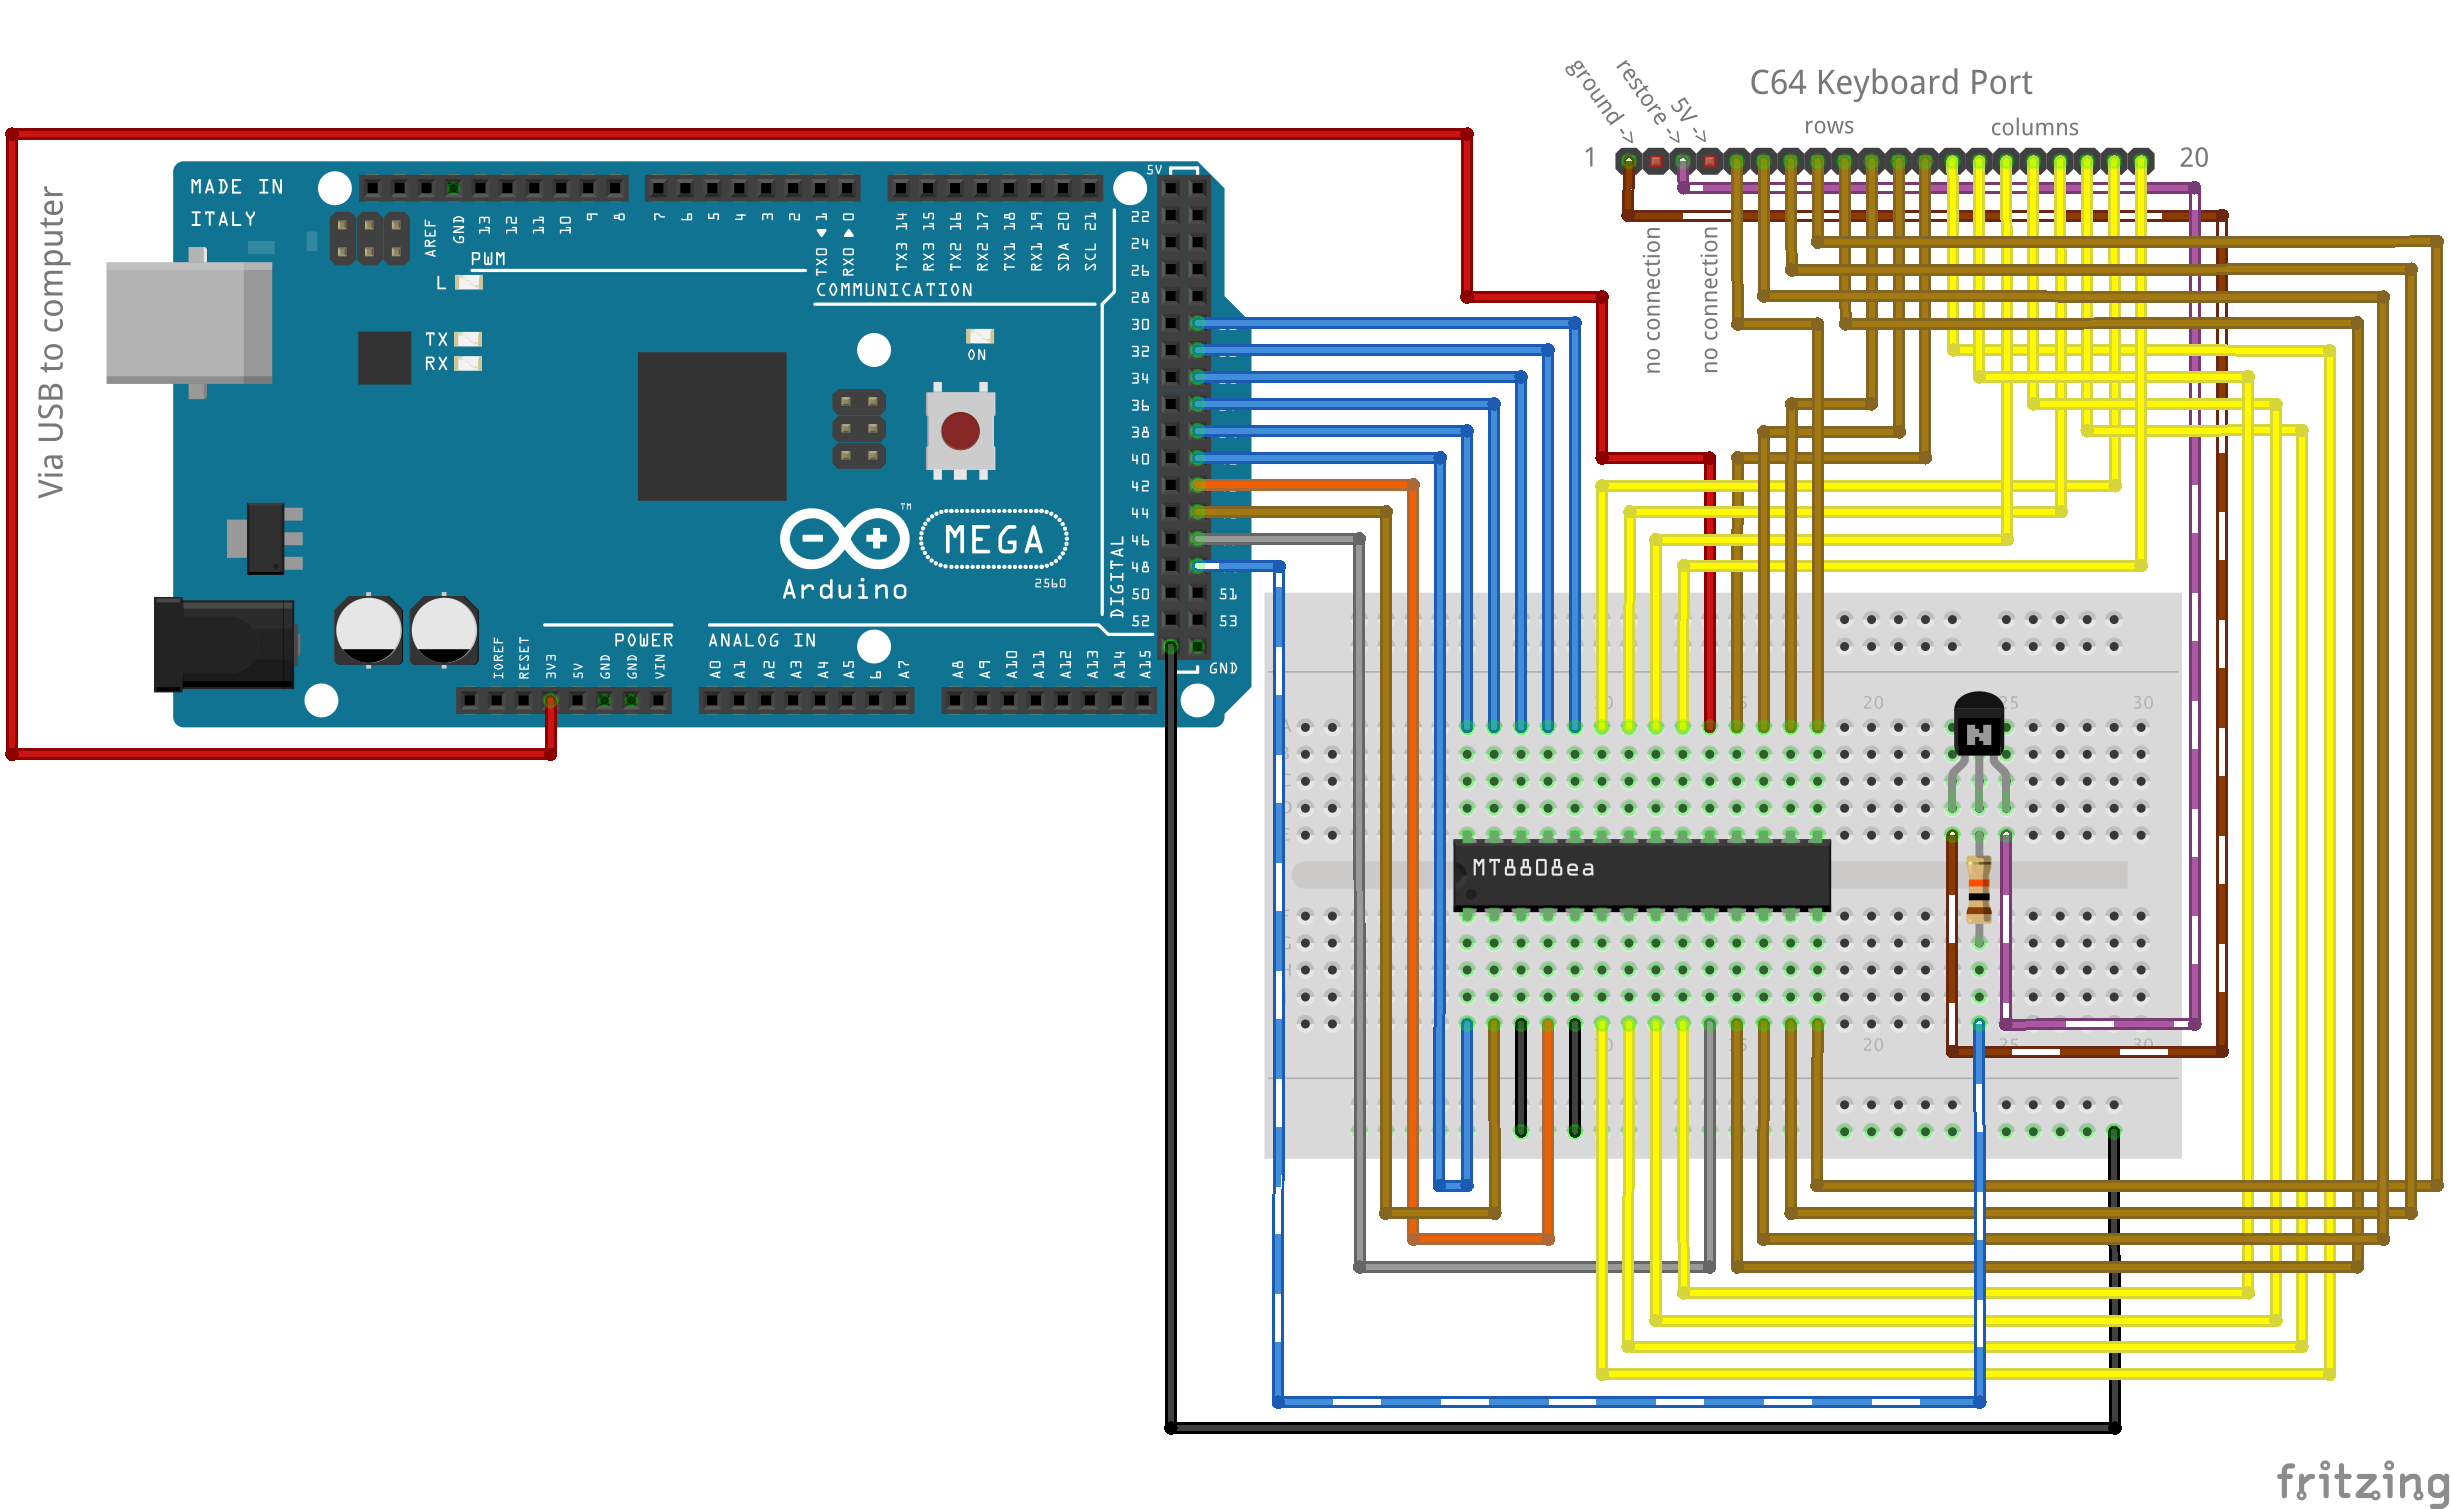 C64 Keyboard Port
ground ->
restore ->
5V ->
rows
columns
1
20
no connection
no connection
Via USB to computer
MADE IN
ITALY
AREF
GND
13
12
11
10
9
8
7
6
5
4
3
2
TX0 1
RX0 0
TX3 14
RX3 15
TX2 16
RX2 17
TX1 18
RX1 19
SDA 20
SCL 21
PWM
COMMUNICATION
L
TX
RX
ON
5V
22
24
26
28
30
32
34
36
38
40
42
44
46
48
50
52
51
53
GND
DIGITAL
TM
MEGA
2560
Arduino
POWER
ANALOG IN
IOREF
RESET
3V3
5V
GND
GND
VIN
A0
A1
A2
A3
A4
A5
6
A7
A8
A9
A10
A11
A12
A13
A14
A15
20
25
30
N
MT8808ea
20
25
30
fritzing